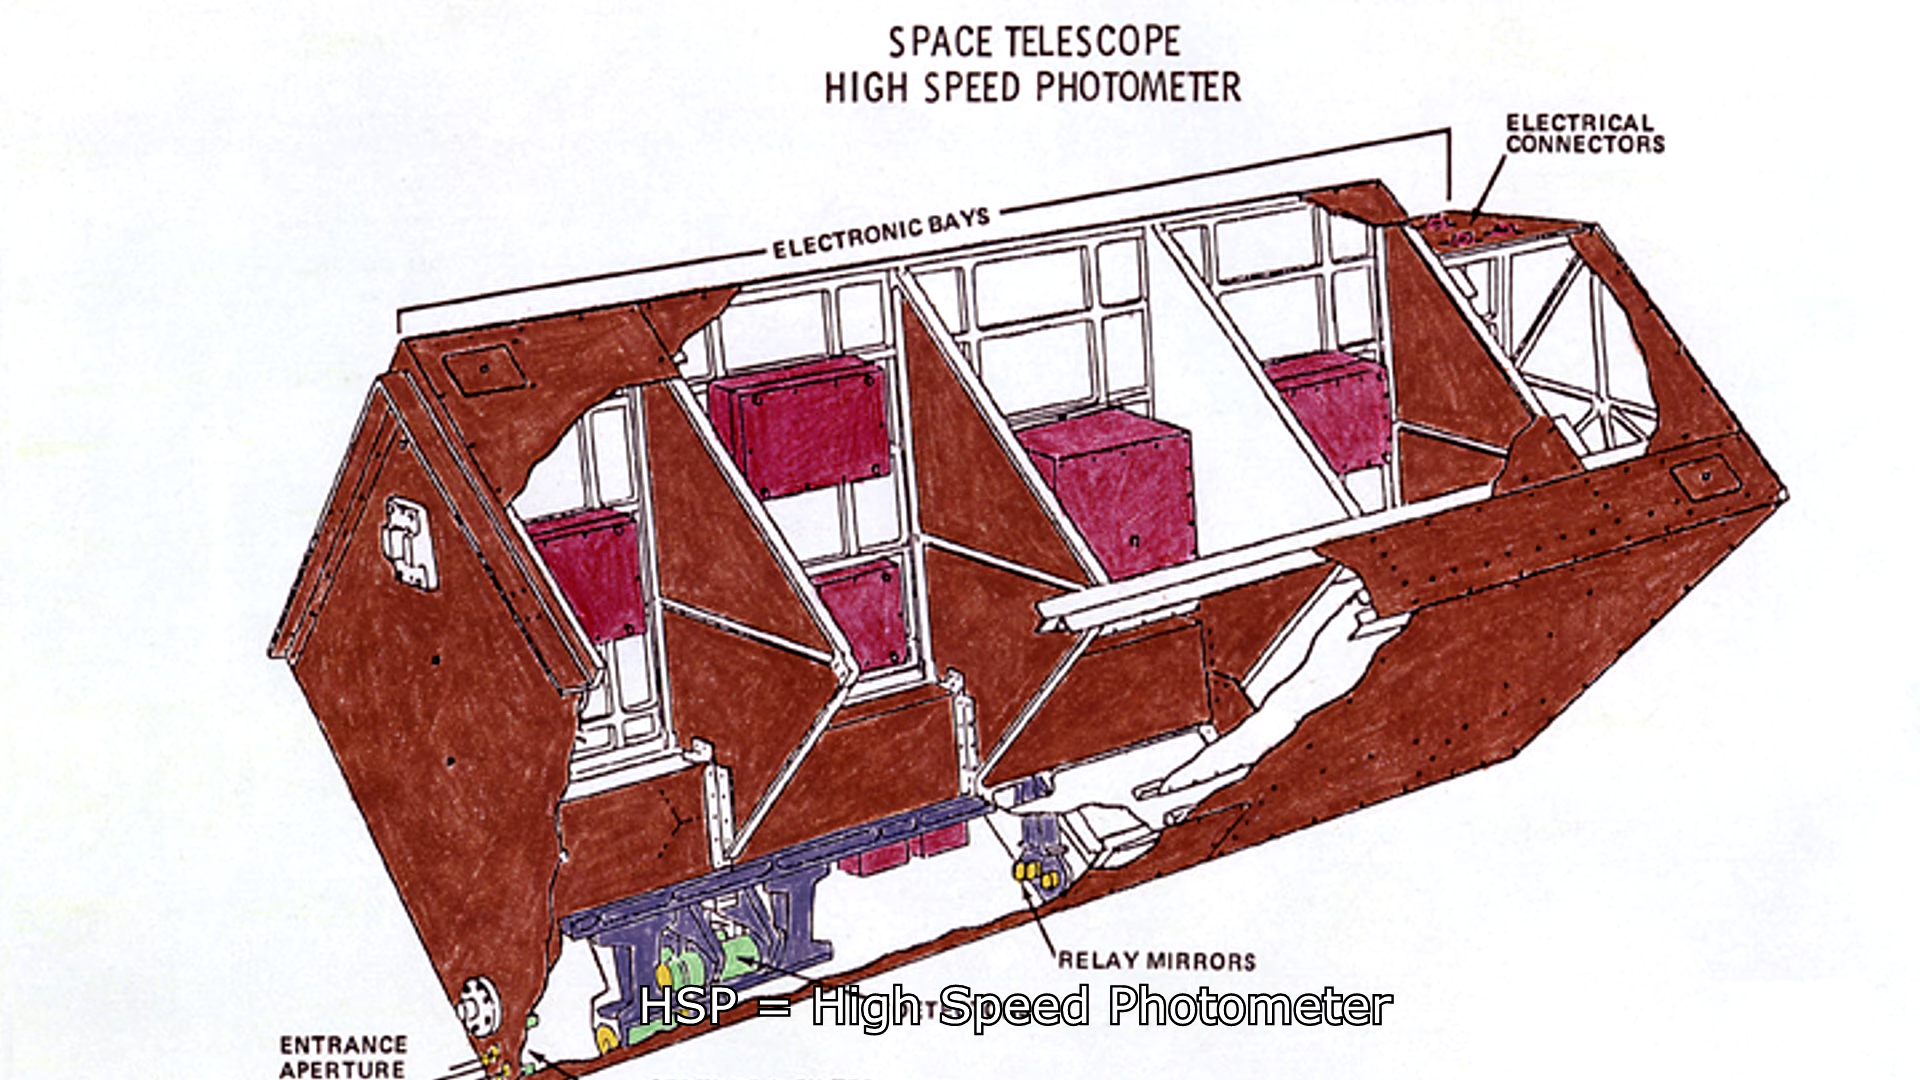 SPACE TELESCOPE
HIGH SPEED PHOTOMETER
ELECTRICAL
CONNECTORS
ELECTRONIC BAYS
RELAY MIRRORS
HSP = High Speed Photometer
ENTRANCE
APERTURE